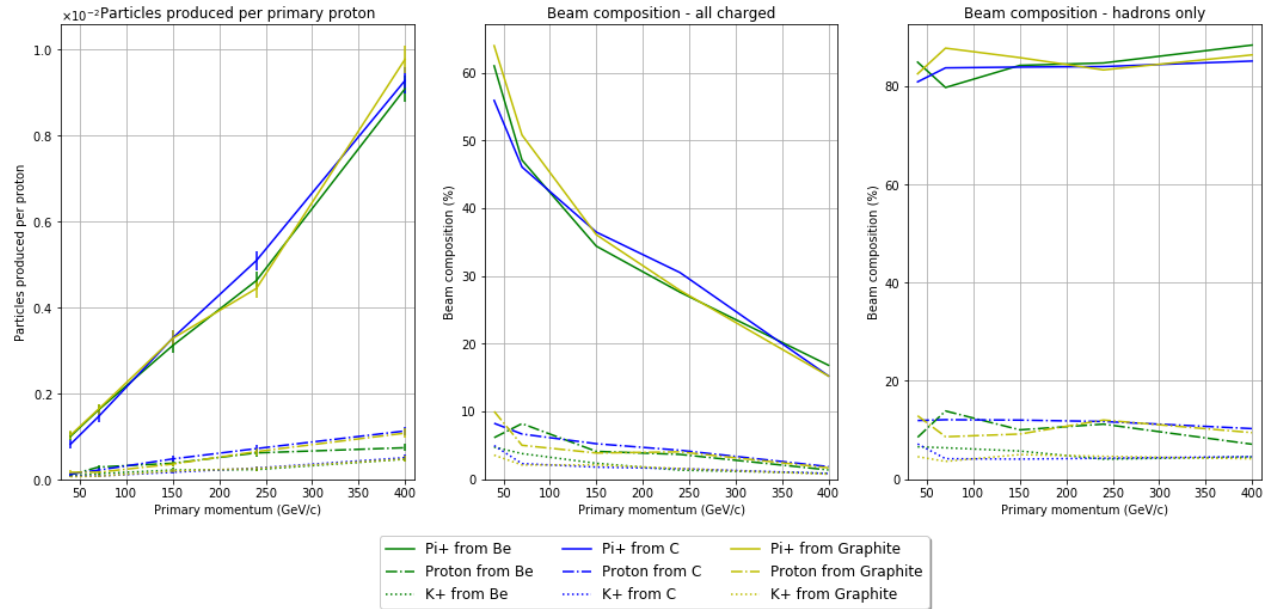 ×10−2 Particles produced per primary proton
1.0
0.8
0.6
0.4
0.2
0.0
50 100 150 200 250 300 350 400
Particles produced per proton
Primary momentum (GeV/c)
Beam composition - all charged
60
50
40
30
20
10
0
50 100 150 200 250 300 350 400
Beam composition (%)
Primary momentum (GeV/c)
Beam composition - hadrons only
80
60
40
20
0
50 100 150 200 250 300 350 400
Beam composition (%)
Primary momentum (GeV/c)
Pi+ from Be Pi+ from C Pi+ from Graphite
Proton from Be Proton from C Proton from Graphite
K+ from Be K+ from C K+ from Graphite